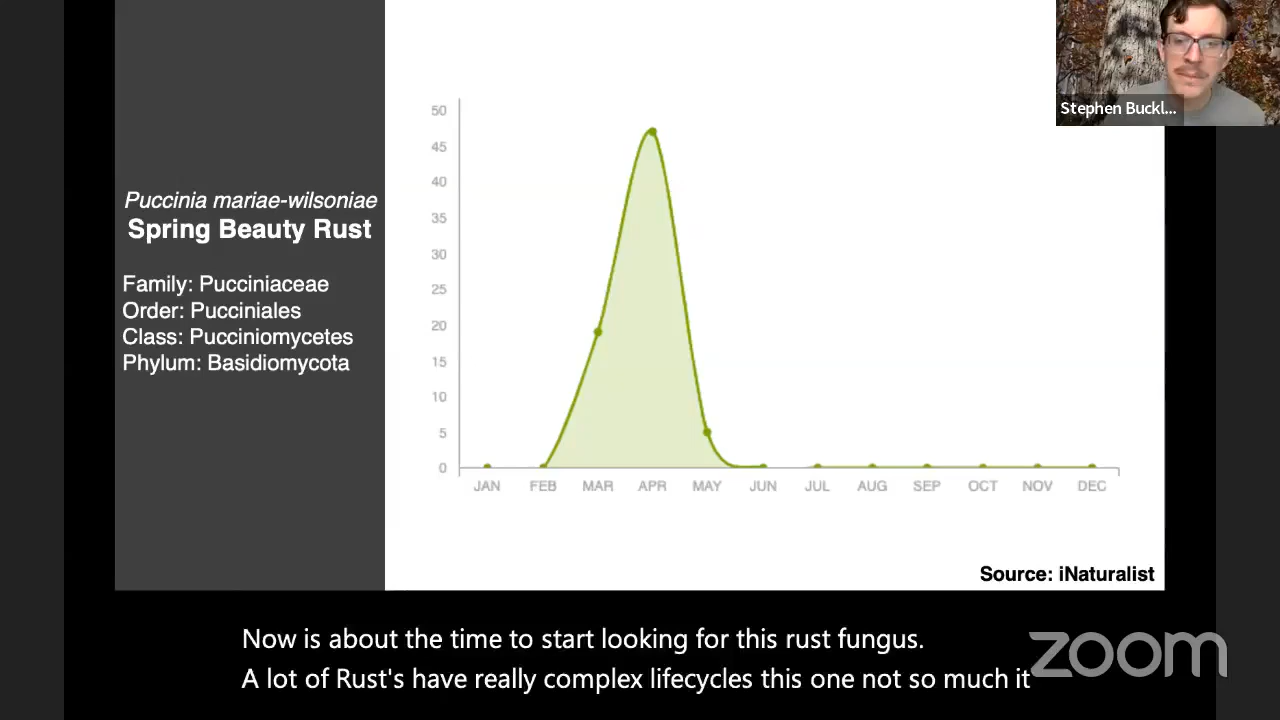 Stephen Buckl...
Puccinia mariae-wilsoniae
Spring Beauty Rust
Family: Pucciniaceae
Order: Pucciniales
Class: Pucciniomycetes
Phylum: Basidiomycota
50
45
40
35
30
25
20
15
10
5
0
JAN FEB MAR APR MAY JUN JUL AUG SEP OCT NOV DEC
Source: iNaturalist
Now is about the time to start looking for this rust fungus.
A lot of Rust's have really complex lifecycles this one not so much it
zoom